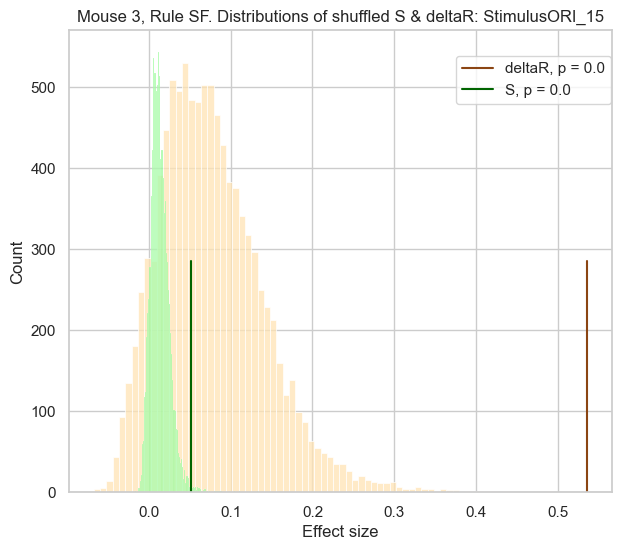 Mouse 3, Rule SF. Distributions of shuffled S & deltaR: StimulusORI_15
deltaR, p = 0.0
S, p = 0.0
500
400
300
200
100
0
Count
0.0 0.1 0.2 0.3 0.4 0.5
Effect size